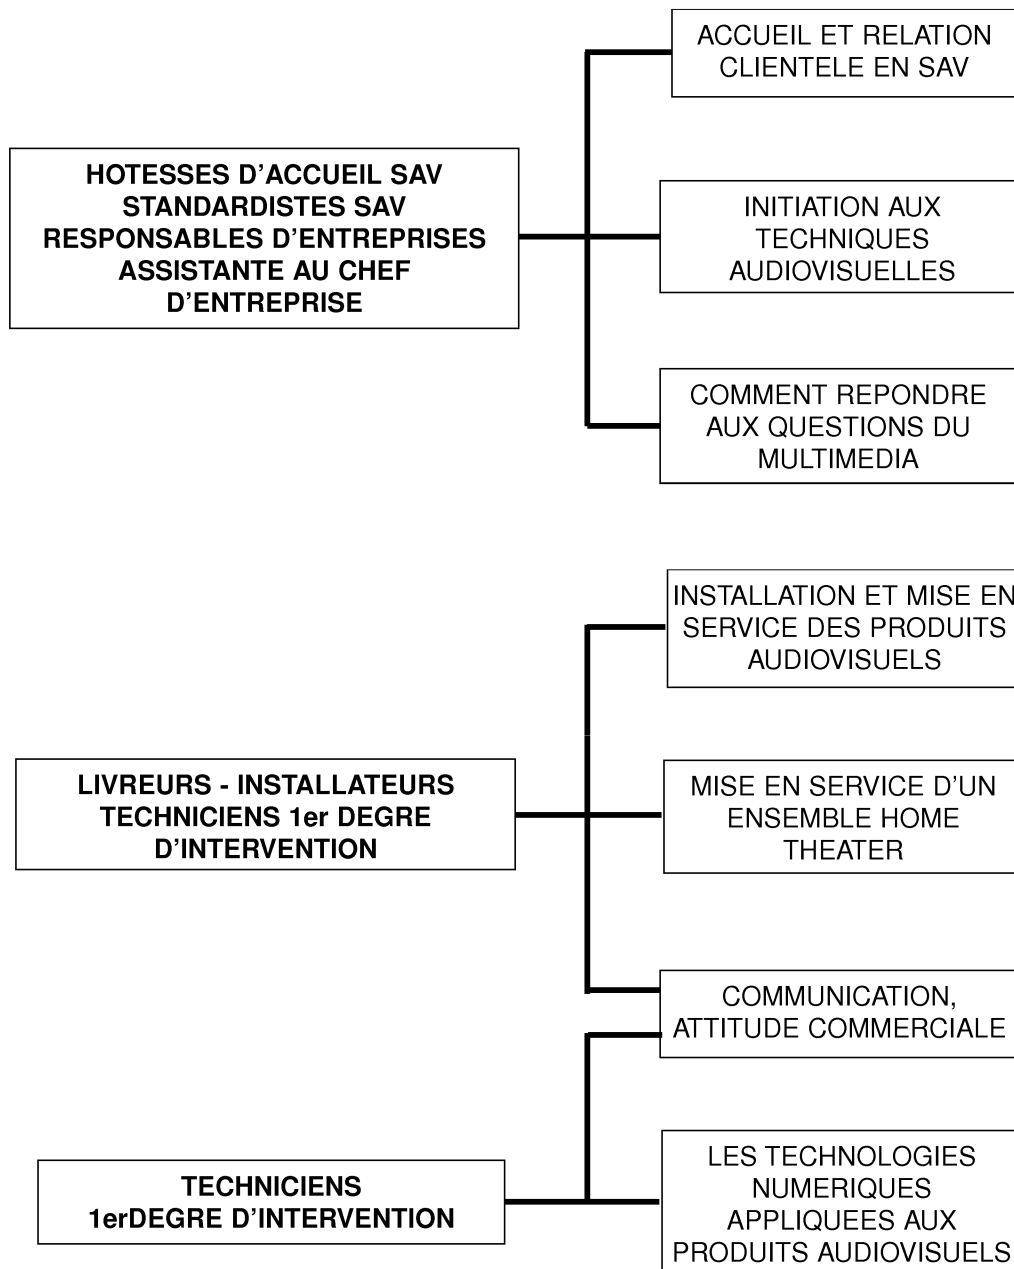 ACCUEIL ET RELATION
CLIENTELE EN SAV
HOTESSES D'ACCUEIL SAV
STANDARDISTES SAV
RESPONSABLES D'ENTREPRISES
ASSISTANTE AU CHEF
D'ENTREPRISE
INITIATION AUX
TECHNIQUES
AUDIOVISUELLES
COMMENT REPONDRE
AUX QUESTIONS DU
MULTIMEDIA
INSTALLATION ET MISE EN
SERVICE DES PRODUITS
AUDIOVISUELS
LIVREURS - INSTALLATEURS
TECHNICIENS 1er DEGRE
D'INTERVENTION
MISE EN SERVICE D'UN
ENSEMBLE HOME
THEATER
COMMUNICATION,
ATTITUDE COMMERCIALE
TECHNICIENS
1erDEGRE D'INTERVENTION
LES TECHNOLOGIES
NUMERIQUES
APPLIQUEES AUX
PRODUITS AUDIOVISUELS